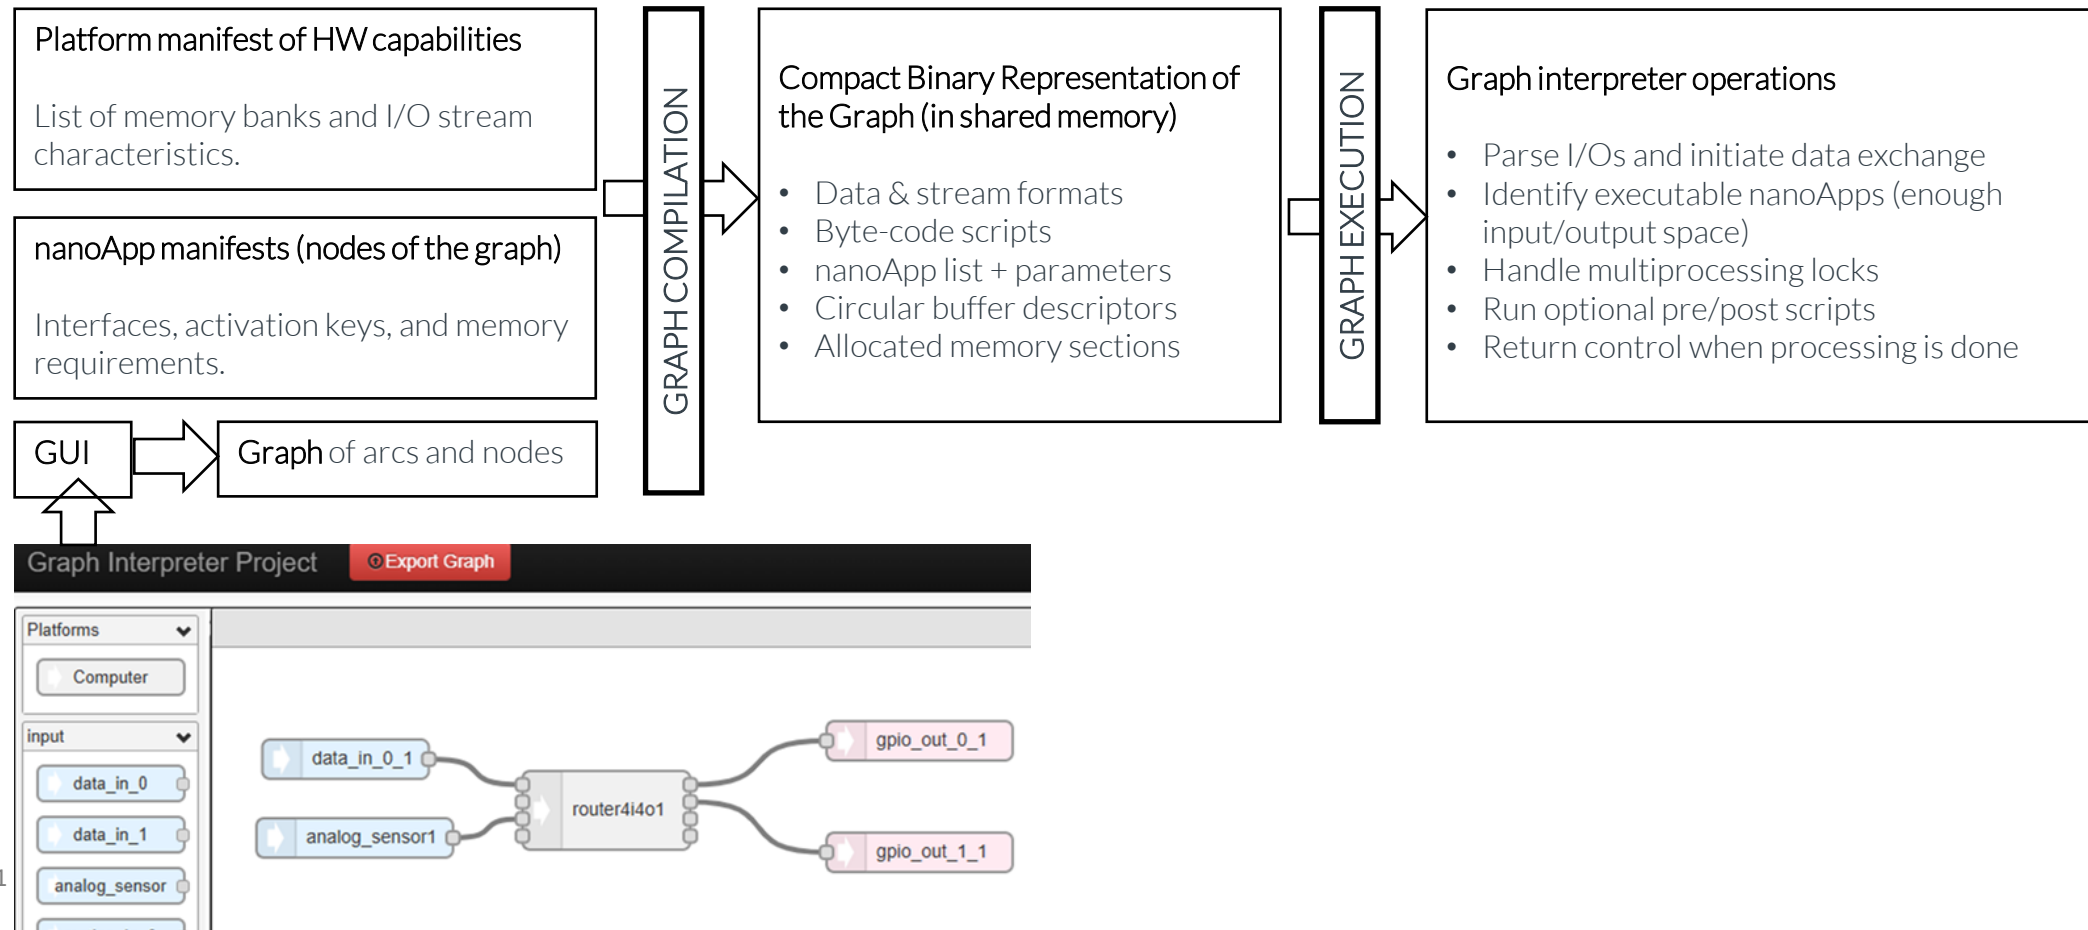 Platform manifest of HW capabilities
List of memory banks and I/O stream
characteristics.
nanoApp manifests (nodes of the graph)
Interfaces, activation keys, and memory
requirements.
GUI
Graph of arcs and nodes
GRAPH COMPILATION
Compact Binary Representation of
the Graph (in shared memory)
• Data & stream formats
• Byte-code scripts
• nanoApp list + parameters
• Circular buffer descriptors
• Allocated memory sections
GRAPH EXECUTION
Graph interpreter operations
• Parse I/Os and initiate data exchange
• Identify executable nanoApps (enough
input/output space)
• Handle multiprocessing locks
• Run optional pre/post scripts
• Return control when processing is done
Graph Interpreter Project
Export Graph
Platforms
Computer
input
data_in_0
data_in_1
analog_sensor
data_in_0_1
analog_sensor1
router4i4o1
gpio_out_0_1
gpio_out_1_1
1